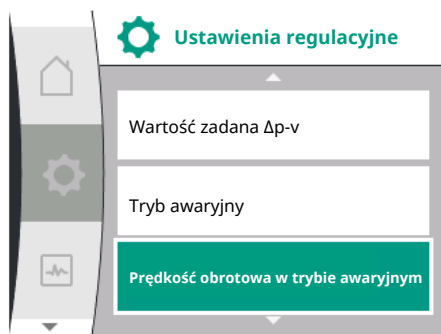 Ustawienia regulacyjne
Wartość zadana Δp-v
Tryb awaryjny
Prędkość obrotowa w trybie awaryjnym